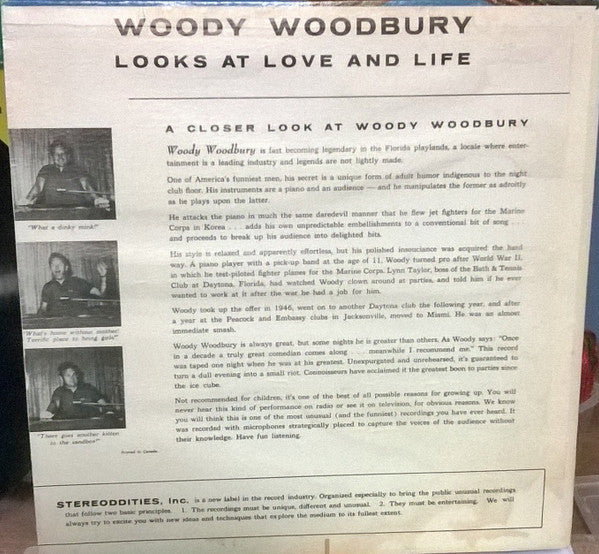 WOODY WOODBURY
LOOKS AT LOVE AND LIFE
A CLOSER LOOK AT WOODY WOODBURY
Woody Woodbury is fast becoming legendary in the Florida playlands, a locale where enter-
tainment is a leading industry and legends are not lightly made.
One of America's funniest men, his secret is a unique form of adult humor indigenous to the night
club floor. His instruments are a piano and an audience — and he manipulates the former as adroitly
as he plays upon the latter.
He attacks the piano in much the same daredevil manner that he flew jet fighters for the Marine
Corps in Korea . . . adds his own unpredictable embellishments to a conventional bit of song . . .
and proceeds to break up his audience into delighted bits.
His style is relaxed and apparently effortless, but his polished insouciance was acquired the hard
way. A piano player with a pick-up band at the age of 11, Woody turned pro after World War II,
in which he test-piloted fighter planes for the Marine Corps. Lynn Taylor, boss of the Bath & Tennis
Club at Daytona, Florida, had watched Woody clown around at parties, and told him if he ever
wanted to work at it after the war he had a job for him.
Woody took up the offer in 1946, went on to another Daytona club the following year, and after
a year at the Peacock and Embassy clubs in Jacksonville, moved to Miami. He was an almost
immediate smash.
Woody Woodbury is always great, but some nights he is greater than others. As Woody says: "Once
in a decade a truly great comedian comes along . . . meanwhile I recommend me." This record
was taped one night when he was at his greatest. Unexpurgated and unrehearsed, it's guaranteed to
turn a dull evening into a small riot. Connoisseurs have acclaimed it the greatest boon to parties since
the ice cube.
Not recommended for children, it's one of the best of all possible reasons for growing up. You will
never hear this kind of performance on radio or see it on television, for obvious reasons. We know
you will think this is one of the most unusual (and the funniest) recordings you have ever heard. It
was recorded with microphones strategically placed to capture the voices of the audience without
their knowledge. Have fun listening.
"What a dinky mink!"
"What's home without mother.
Terrific place to bring girls"
"There goes another kitten
to the sandbox!"
Printed in Canada
STEREODDITIES, Inc. is a new label in the record industry. Organized especially to bring the public unusual recordings
that follow two basic principles. 1. The recordings must be unique, different and unusual. 2. They must be entertaining. We will
always try to excite you with new ideas and techniques that explore the medium to its fullest extent.